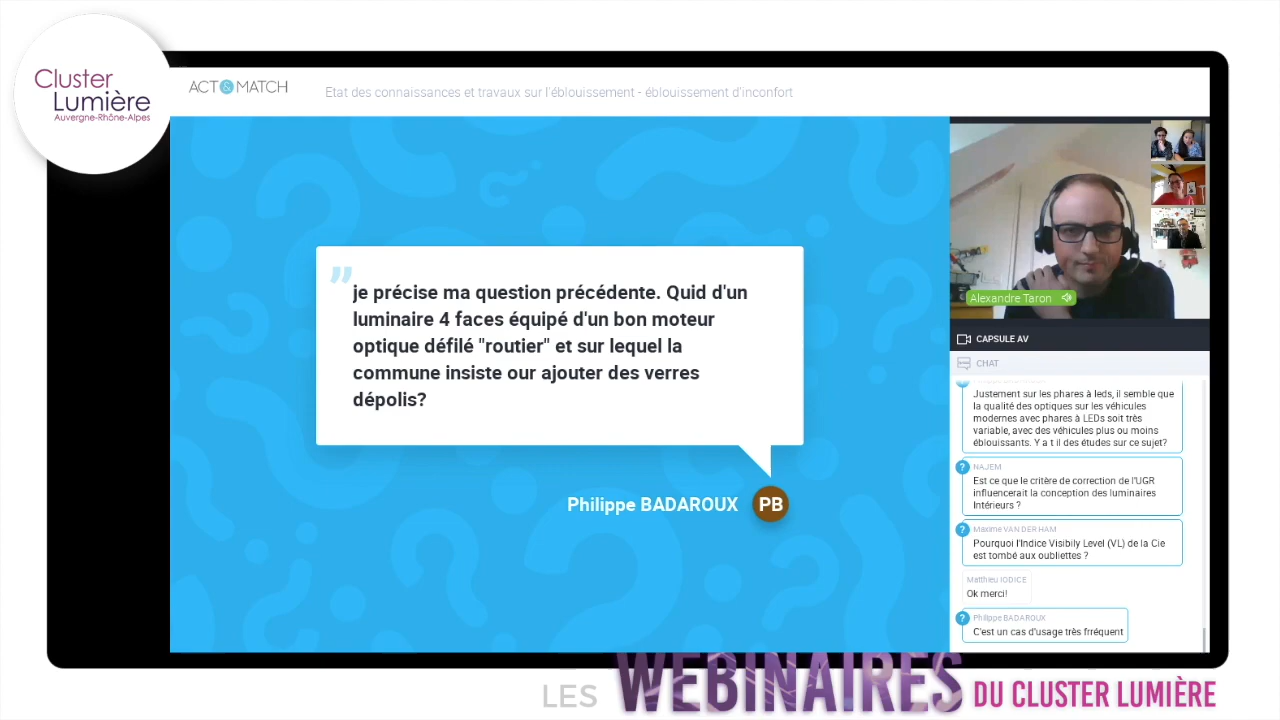 Cluster
Lumière
Auvergne-Rhône-Alpes
ACT & MATCH
Etat des connaissances et travaux sur l'éblouissement - éblouissement d'inconfort
"
je précise ma question précédente. Quid d'un
luminaire 4 faces équipé d'un bon moteur
optique défilé "routier" et sur lequel la
commune insiste our ajouter des verres
dépolis?
Philippe BADAROUX
PB
Alexandre Taron
CAPSULE AV
CHAT
?
Justement sur les phares à leds, il semble que
la qualité des optiques sur les véhicules
modernes avec phares à LEDs soit très
variable, avec des véhicules plus ou moins
éblouissants. Y a t il des études sur ce sujet?
?
NAJEM
Est ce que le critère de correction de l'UGR
influencerait la conception des luminaires
Intérieurs ?
?
Maxime VAN DER HAM
Pourquoi l'Indice Visibily Level (VL) de la Cie
est tombé aux oubliettes ?
Matthieu IODICE
Ok merci!
?
Philippe BADAROUX
C'est un cas d'usage très frréquent
LES WEBINAIRES DU CLUSTER LUMIÈRE